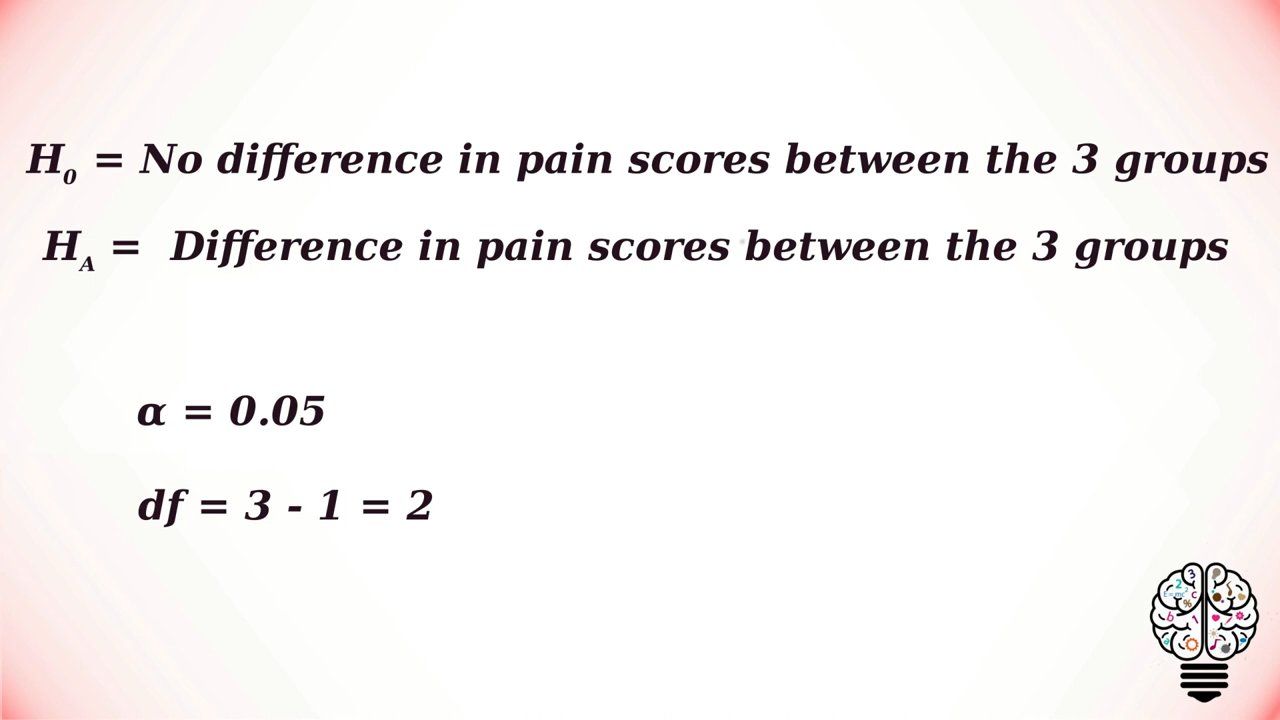 H₀ = No difference in pain scores between the 3 groups
H_A = Difference in pain scores between the 3 groups
α = 0.05
df = 3 - 1 = 2